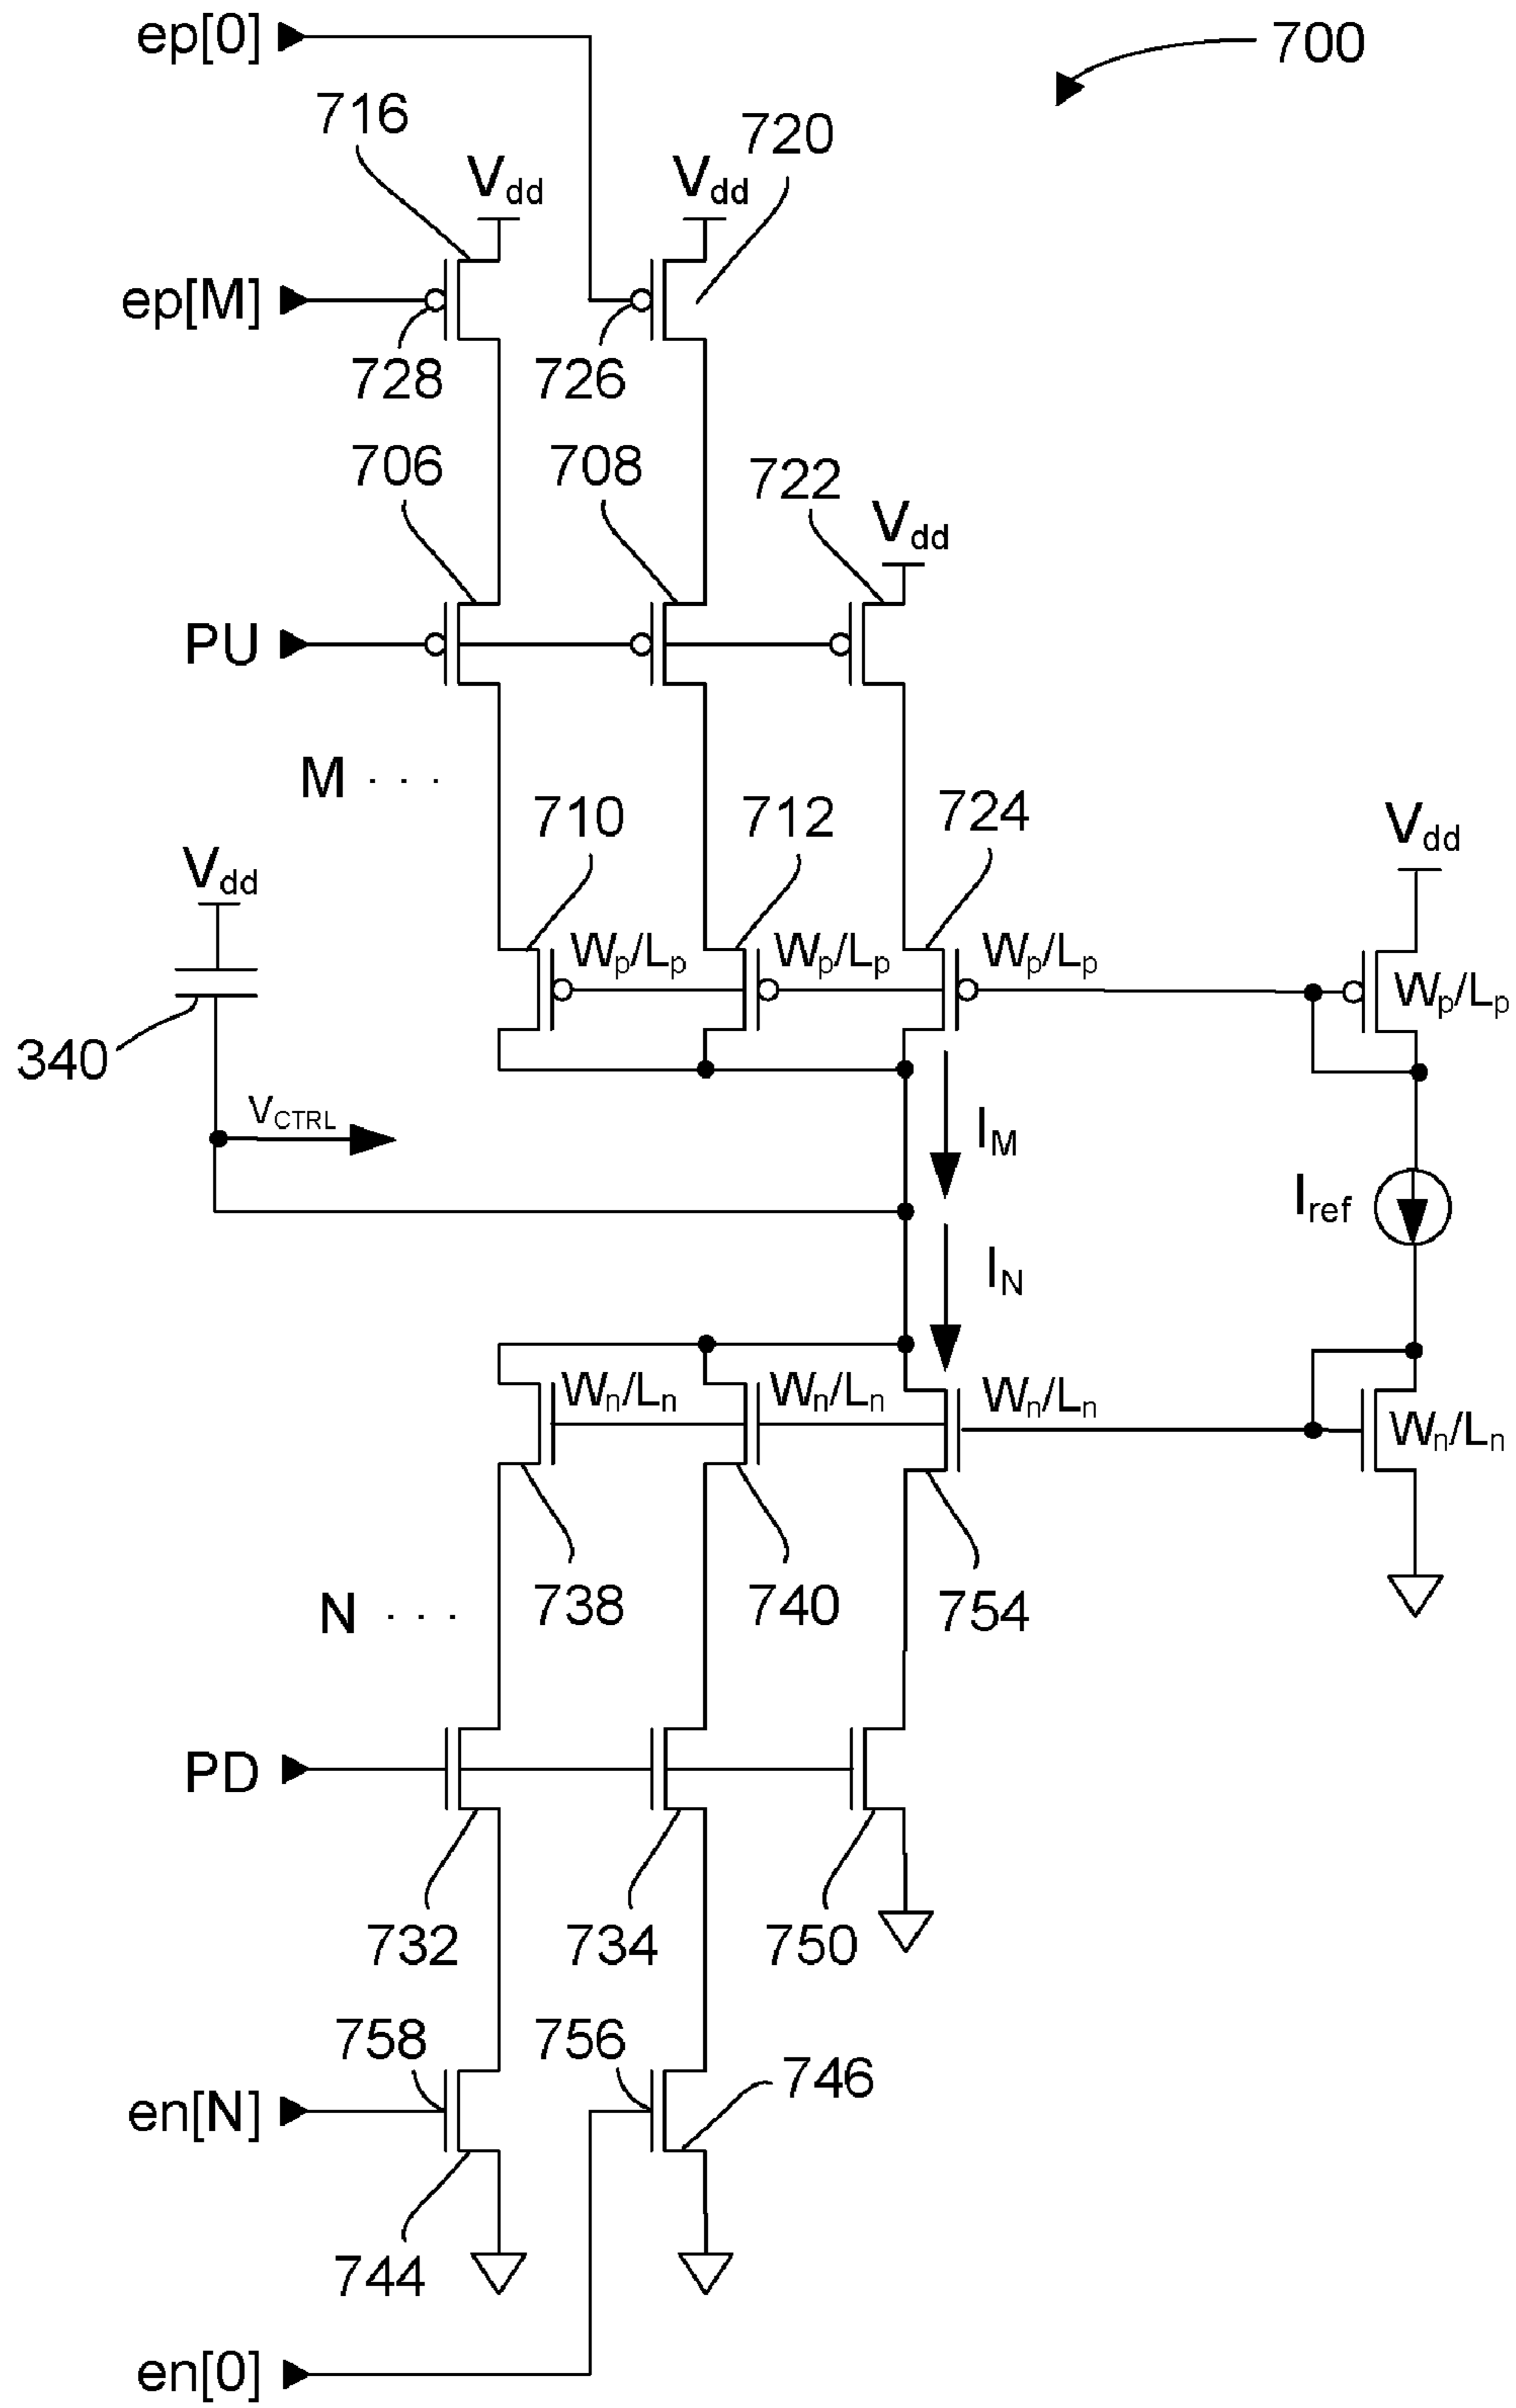 ep[0]
700
716
720
Vdd
Vdd
ep[M]
728
726
706
708
722
Vdd
PU
M . . .
710
712
724
Vdd
Vdd
Wp/Lp
Wp/Lp
Wp/Lp
Wp/Lp
340
VCTRL
IM
Iref
IN
Wn/Ln
Wn/Ln
Wn/Ln
Wn/Ln
738
740
754
N . . .
PD
732
734
750
758
756
746
en[N]
744
en[0]